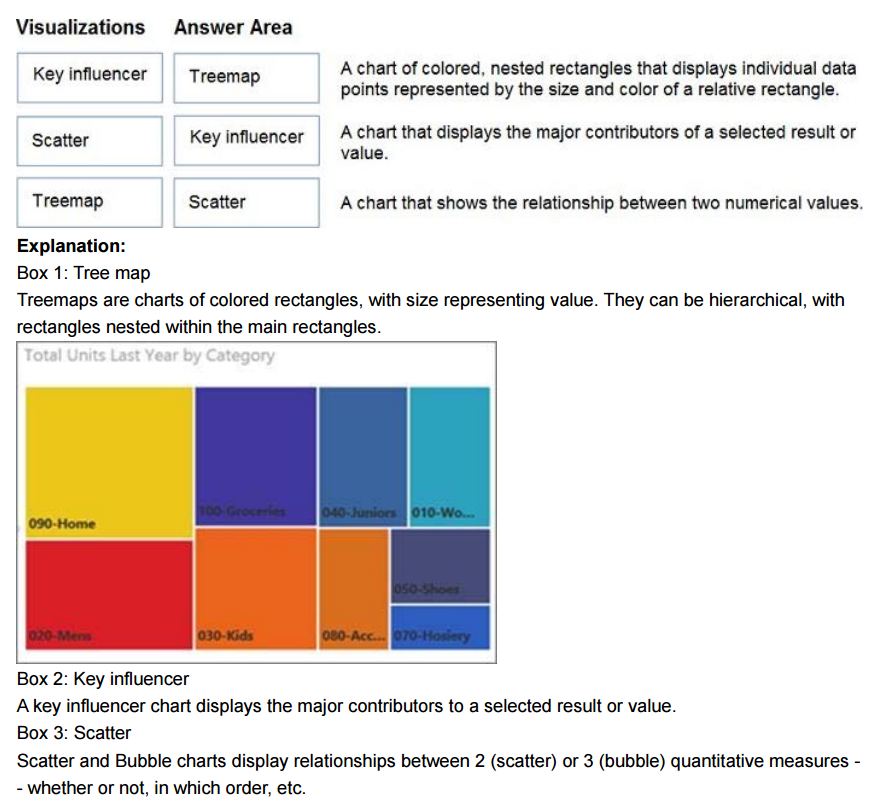 Visualizations Answer Area
Key influencer Treemap A chart of colored, nested rectangles that displays individual data
points represented by the size and color of a relative rectangle.
Scatter Key influencer A chart that displays the major contributors of a selected result or
value.
Treemap Scatter A chart that shows the relationship between two numerical values.
Explanation:
Box 1: Tree map
Treemaps are charts of colored rectangles, with size representing value. They can be hierarchical, with
rectangles nested within the main rectangles.
Total Units Last Year by Category
090-Home
100-Groceries
040-Juniors
010-Wo...
020-Mens
030-Kids
080-Acc...
050-Shoes
070-Hosiery
Box 2: Key influencer
A key influencer chart displays the major contributors to a selected result or value.
Box 3: Scatter
Scatter and Bubble charts display relationships between 2 (scatter) or 3 (bubble) quantitative measures -
- whether or not, in which order, etc.